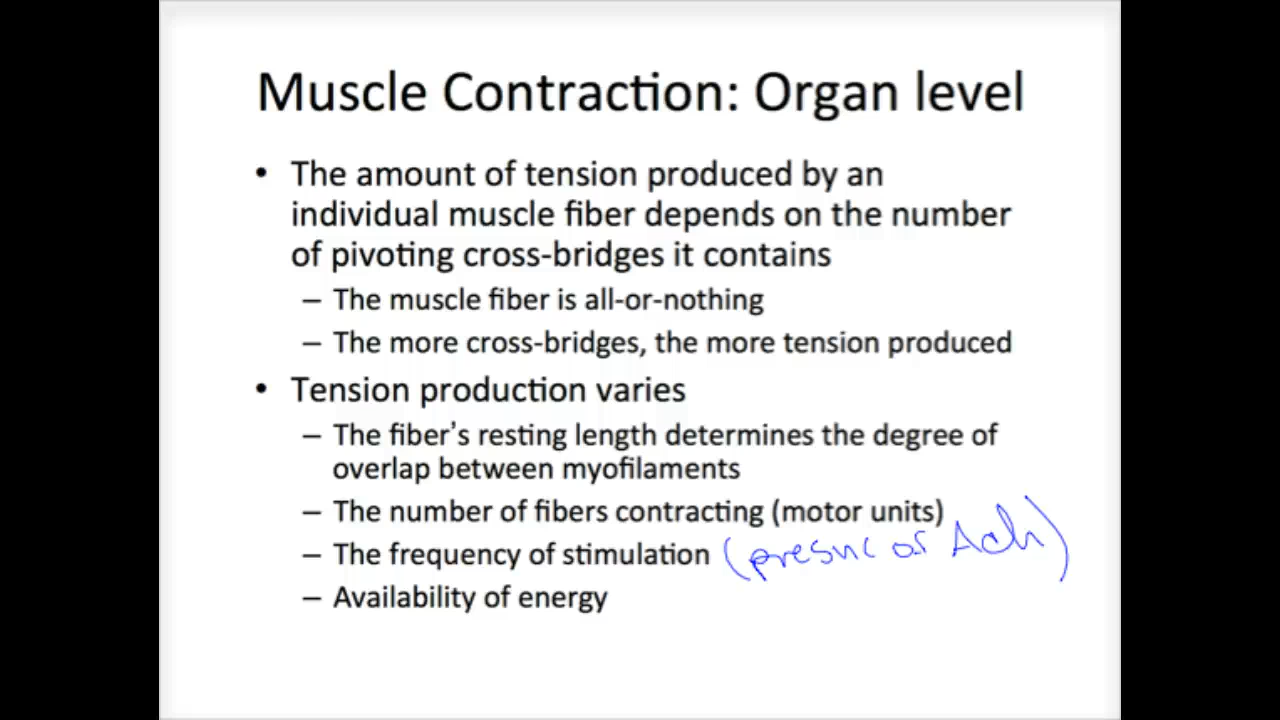 Muscle Contraction: Organ level
• The amount of tension produced by an
individual muscle fiber depends on the number
of pivoting cross-bridges it contains
– The muscle fiber is all-or-nothing
– The more cross-bridges, the more tension produced
• Tension production varies
– The fiber's resting length determines the degree of
overlap between myofilaments
– The number of fibers contracting (motor units)
– The frequency of stimulation (presnc of Ach)
– Availability of energy